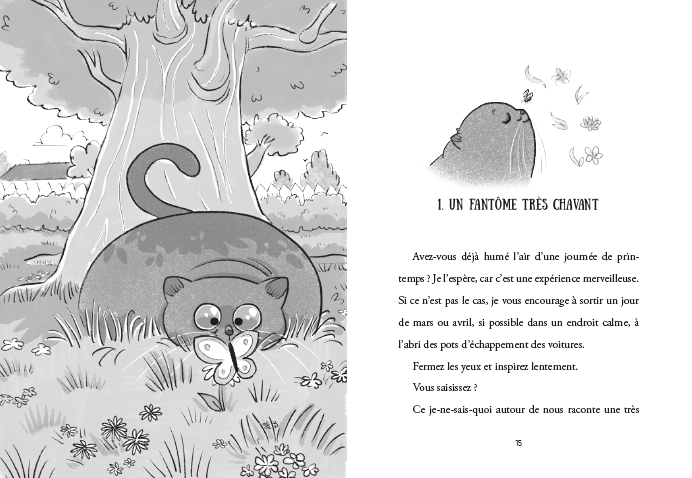 1. UN FANTÔME TRÈS CHAVANT
Avez-vous déjà humé l'air d'une journée de prin-
temps ? Je l'espère, car c'est une expérience merveilleuse.
Si ce n'est pas le cas, je vous encourage à sortir un jour
de mars ou avril, si possible dans un endroit calme, à
l'abri des pots d'échappement des voitures.
Fermez les yeux et inspirez lentement.
Vous saisissez ?
Ce je-ne-sais-quoi autour de nous raconte une très
15